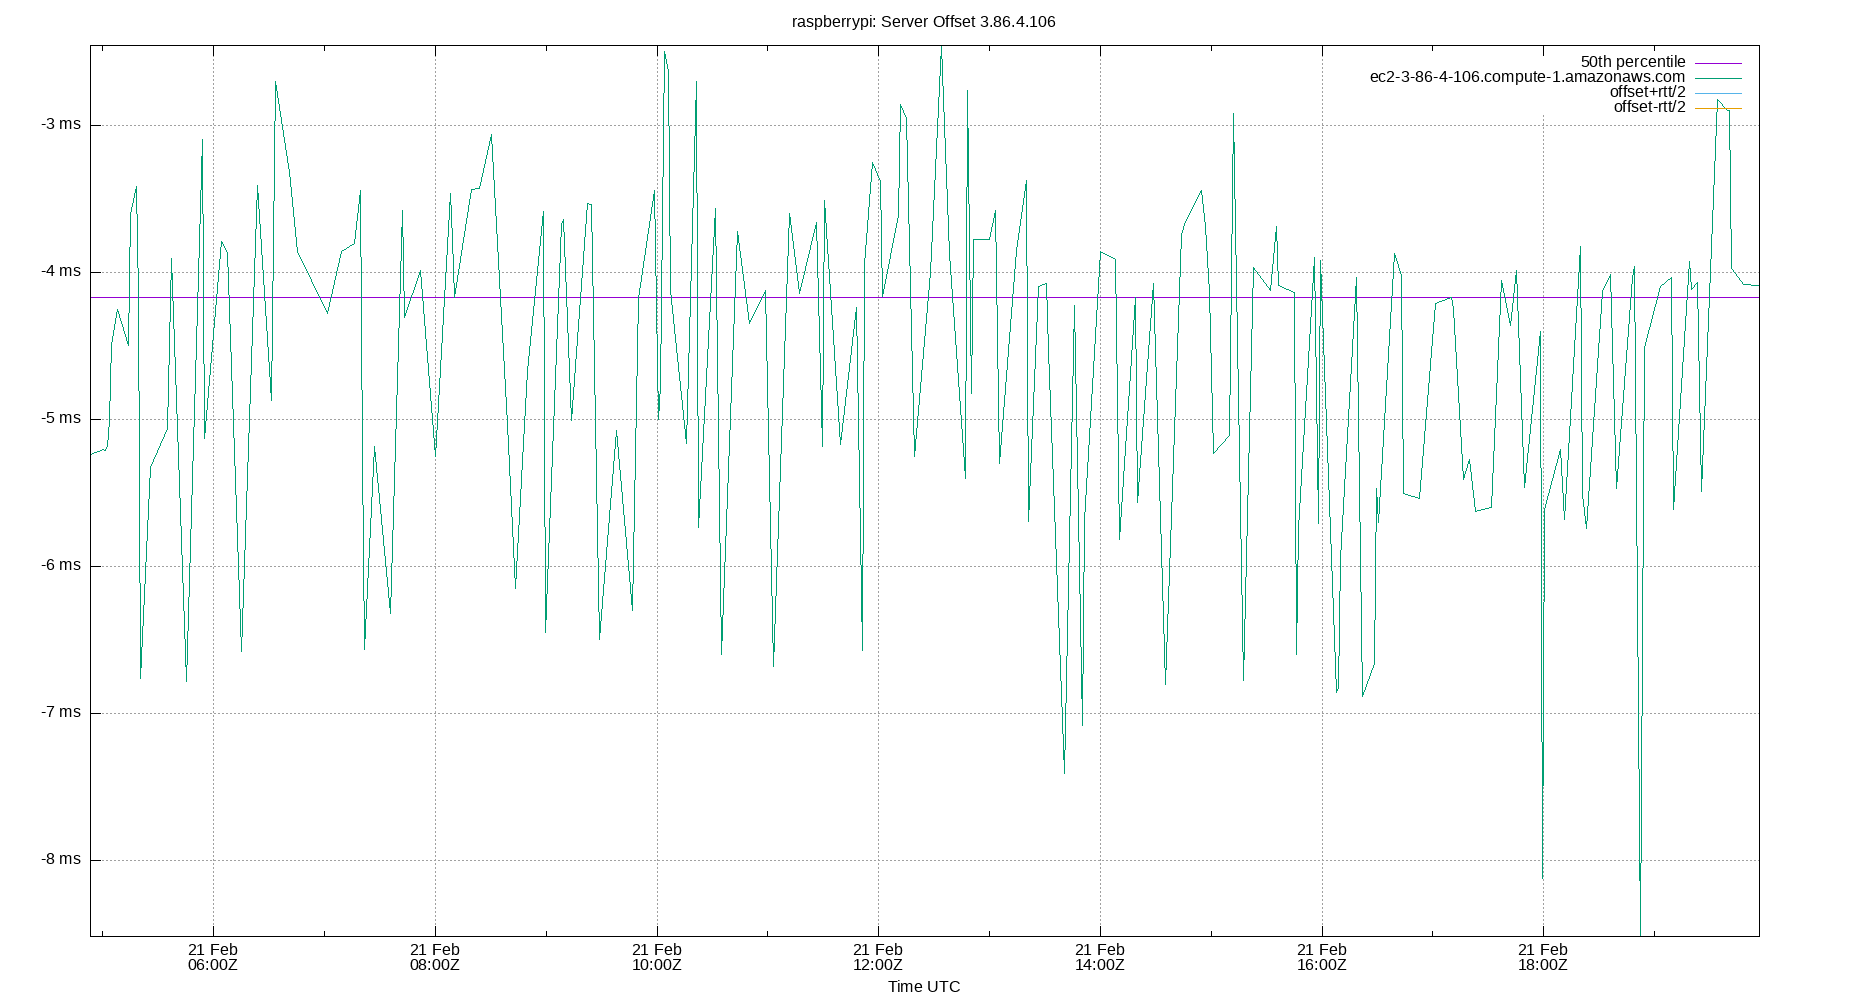 raspberrypi: Server Offset 3.86.4.106
50th percentile
ec2-3-86-4-106.compute-1.amazonaws.com
offset+rtt/2
offset-rtt/2
-3 ms
-4 ms
-5 ms
-6 ms
-7 ms
-8 ms
21 Feb 21 Feb 21 Feb 21 Feb 21 Feb 21 Feb 21 Feb
06:00Z 08:00Z 10:00Z 12:00Z 14:00Z 16:00Z 18:00Z
Time UTC